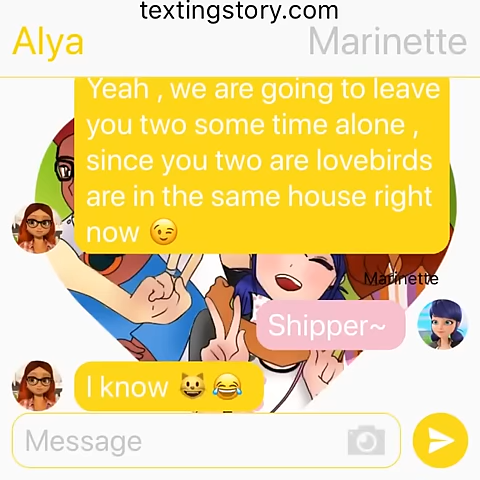 textingstory.com
Alya
Marinette
Yeah , we are going to leave
you two some time alone ,
since you two are lovebirds
are in the same house right
now 😉
Marinette
Shipper~
I know 😺😂
Message